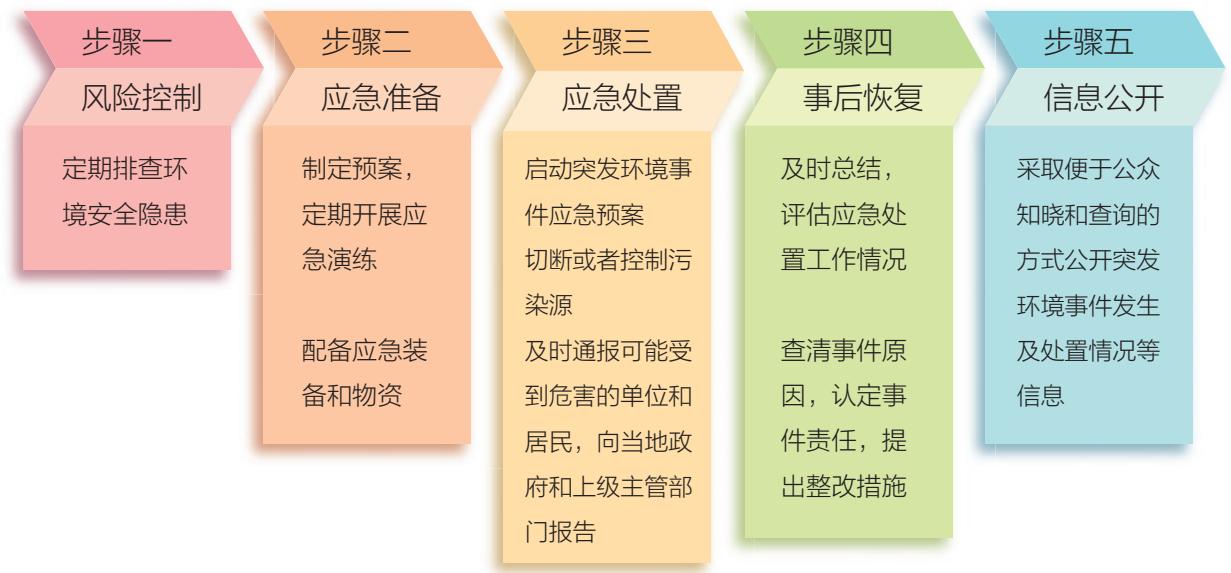 步骤一
风险控制
定期排查环
境安全隐患
步骤二
应急准备
制定预案，
定期开展应
急演练
配备应急装
备和物资
步骤三
应急处置
启动突发环境事
件应急预案
切断或者控制污
染源
及时通报可能受
到危害的单位和
居民，向当地政
府和上级主管部
门报告
步骤四
事后恢复
及时总结，
评估应急处
置工作情况
查清事件原
因，认定事
件责任，提
出整改措施
步骤五
信息公开
采取便于公众
知晓和查询的
方式公开突发
环境事件发生
及处置情况等
信息